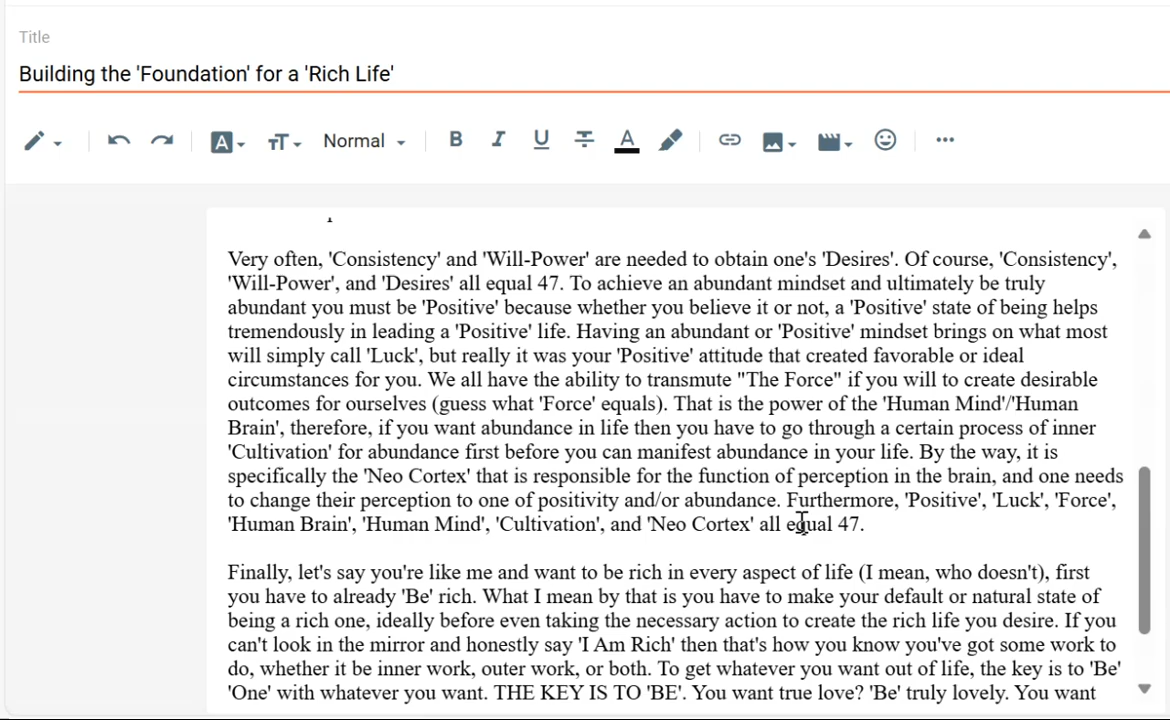 Title
Building the 'Foundation' for a 'Rich Life'
Normal
B I U T A
Very often, 'Consistency' and 'Will-Power' are needed to obtain one's 'Desires'. Of course, 'Consistency',
'Will-Power', and 'Desires' all equal 47. To achieve an abundant mindset and ultimately be truly
abundant you must be 'Positive' because whether you believe it or not, a 'Positive' state of being helps
tremendously in leading a 'Positive' life. Having an abundant or 'Positive' mindset brings on what most
will simply call 'Luck', but really it was your 'Positive' attitude that created favorable or ideal
circumstances for you. We all have the ability to transmute "The Force" if you will to create desirable
outcomes for ourselves (guess what 'Force' equals). That is the power of the 'Human Mind'/'Human
Brain', therefore, if you want abundance in life then you have to go through a certain process of inner
'Cultivation' for abundance first before you can manifest abundance in your life. By the way, it is
specifically the 'Neo Cortex' that is responsible for the function of perception in the brain, and one needs
to change their perception to one of positivity and/or abundance. Furthermore, 'Positive', 'Luck', 'Force',
'Human Brain', 'Human Mind', 'Cultivation', and 'Neo Cortex' all equal 47.
Finally, let's say you're like me and want to be rich in every aspect of life (I mean, who doesn't), first
you have to already 'Be' rich. What I mean by that is you have to make your default or natural state of
being a rich one, ideally before even taking the necessary action to create the rich life you desire. If you
can't look in the mirror and honestly say 'I Am Rich' then that's how you know you've got some work to
do, whether it be inner work, outer work, or both. To get whatever you want out of life, the key is to 'Be'
'One' with whatever you want. THE KEY IS TO 'BE'. You want true love? 'Be' truly lovely. You want